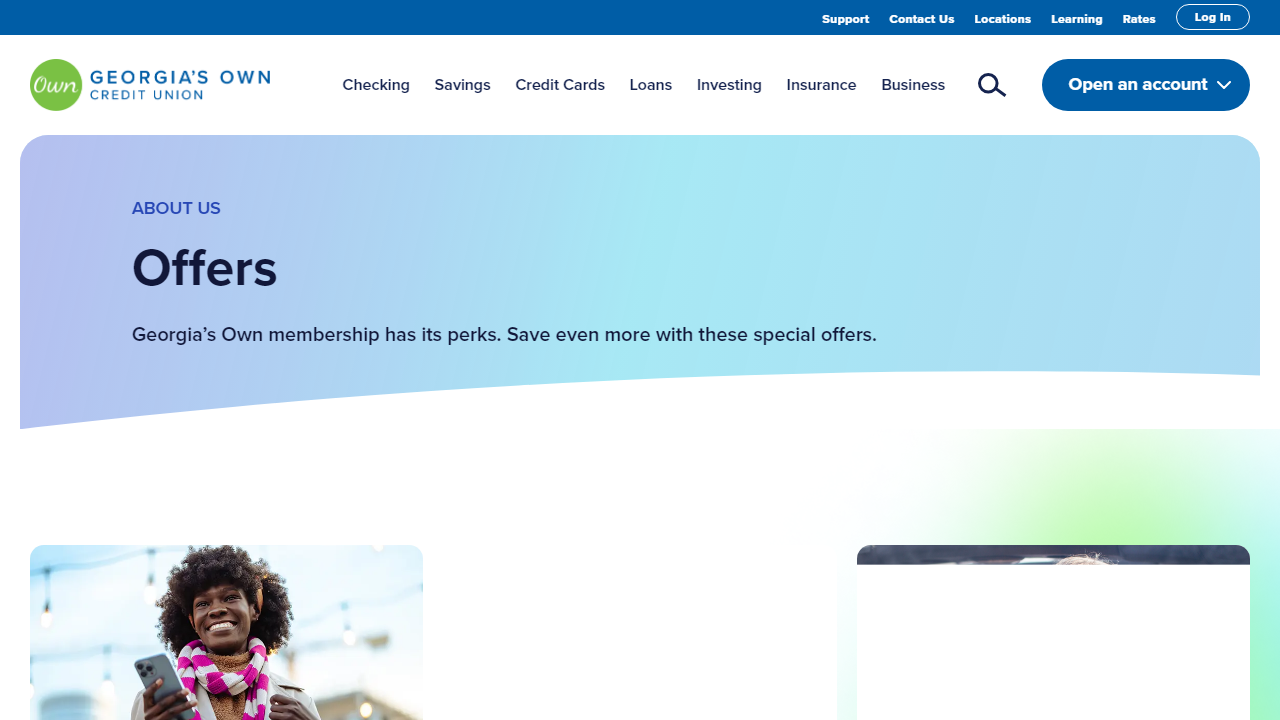 Support Contact Us Locations Learning Rates Log In
Own GEORGIA'S OWN
CREDIT UNION
Checking Savings Credit Cards Loans Investing Insurance Business Open an account
ABOUT US
Offers
Georgia's Own membership has its perks. Save even more with these special offers.